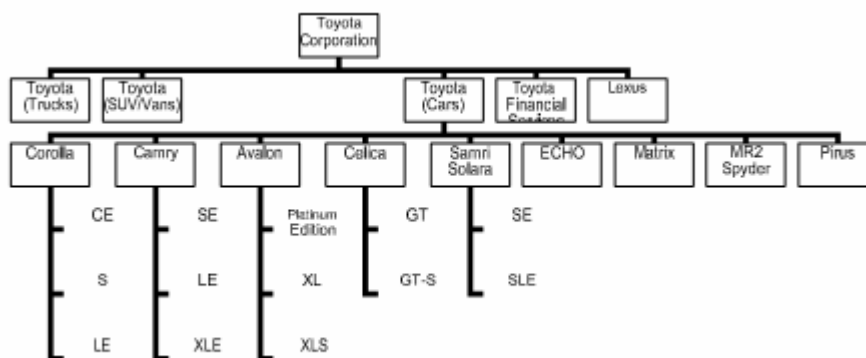 Toyota
Corporation
Toyota
(Trucks)
Toyota
(SUV/Vans)
Toyota
(Cars)
Toyota
Financial
Services
Lexus
Corolla
Camry
Avalon
Celica
Samri
Solara
ECHO
Matrix
MR2
Spyder
Pirus
CE
SE
Platinum
Edition
GT
SE
S
LE
XL
GT-S
SLE
LE
XLE
XLS